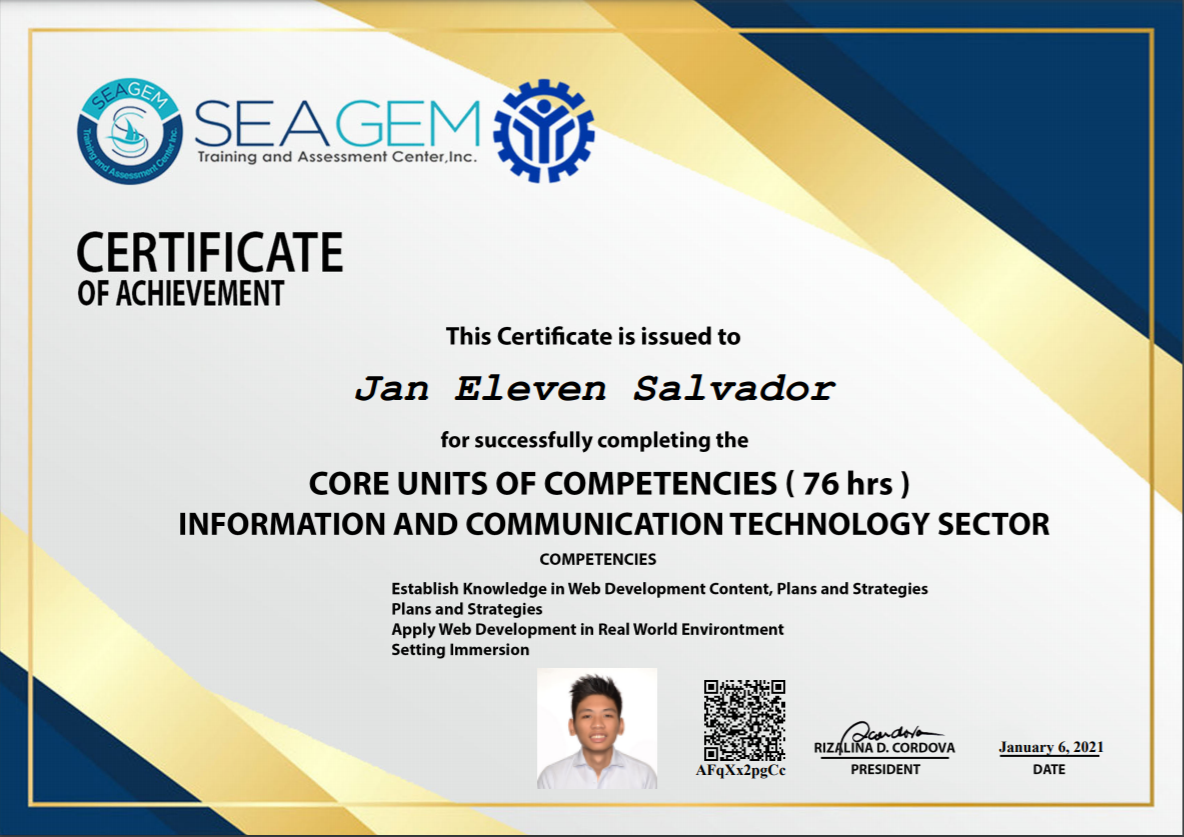 SEAGEM
Training and Assessment Center Inc.
SEAGEM
Training and Assessment Center,Inc.
CERTIFICATE
OF ACHIEVEMENT
This Certificate is issued to
Jan Eleven Salvador
for successfully completing the
CORE UNITS OF COMPETENCIES ( 76 hrs )
INFORMATION AND COMMUNICATION TECHNOLOGY SECTOR
COMPETENCIES
Establish Knowledge in Web Development Content, Plans and Strategies
Plans and Strategies
Apply Web Development in Real World Environtment
Setting Immersion
AFqXx2pgCc
RIZALINA D. CORDOVA
PRESIDENT
January 6, 2021
DATE